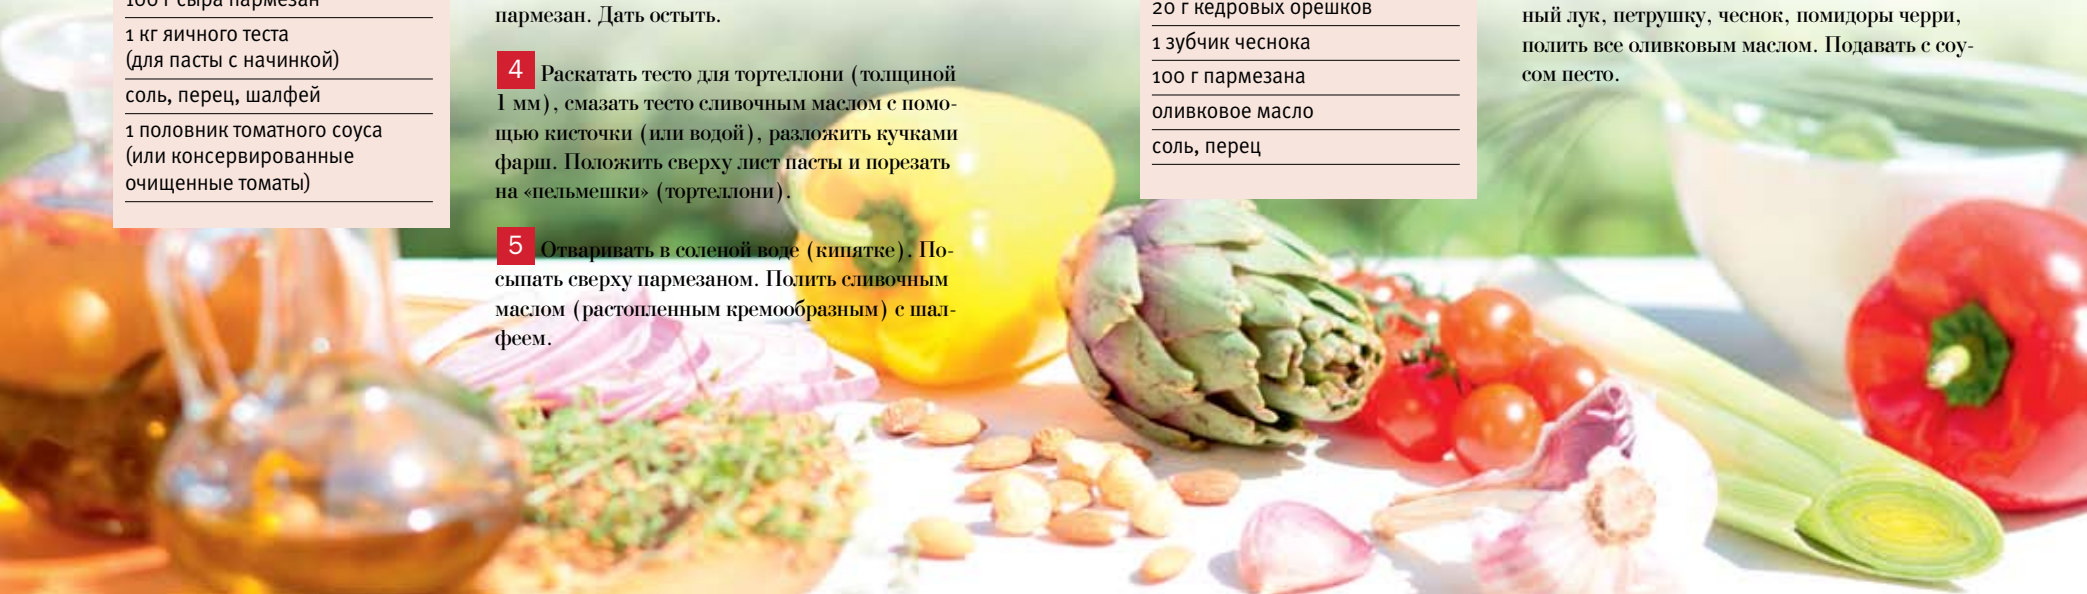 100 г сыра пармезан
1 кг яичного теста
(для пасты с начинкой)
соль, перец, шалфей
1 половник томатного соуса
(или консервированные
очищенные томаты)
пармезан. Дать остыть.
4 Раскатать тесто для тортеллони (толщиной
1 мм), смазать тесто сливочным маслом с помо-
щью кисточки (или водой), разложить кучками
фарш. Положить сверху лист пасты и порезать
на «пельмешки» (тортеллони).
5 Отваривать в соленой воде (кипятке). По-
сыпать сверху пармезаном. Полить сливочным
маслом (растопленным кремообразным) с шал-
феем.
20 г кедровых орешков
1 зубчик чеснока
100 г пармезана
оливковое масло
соль, перец
ный лук, петрушку, чеснок, помидоры черри,
полить все оливковым маслом. Подавать с соу-
сом песто.